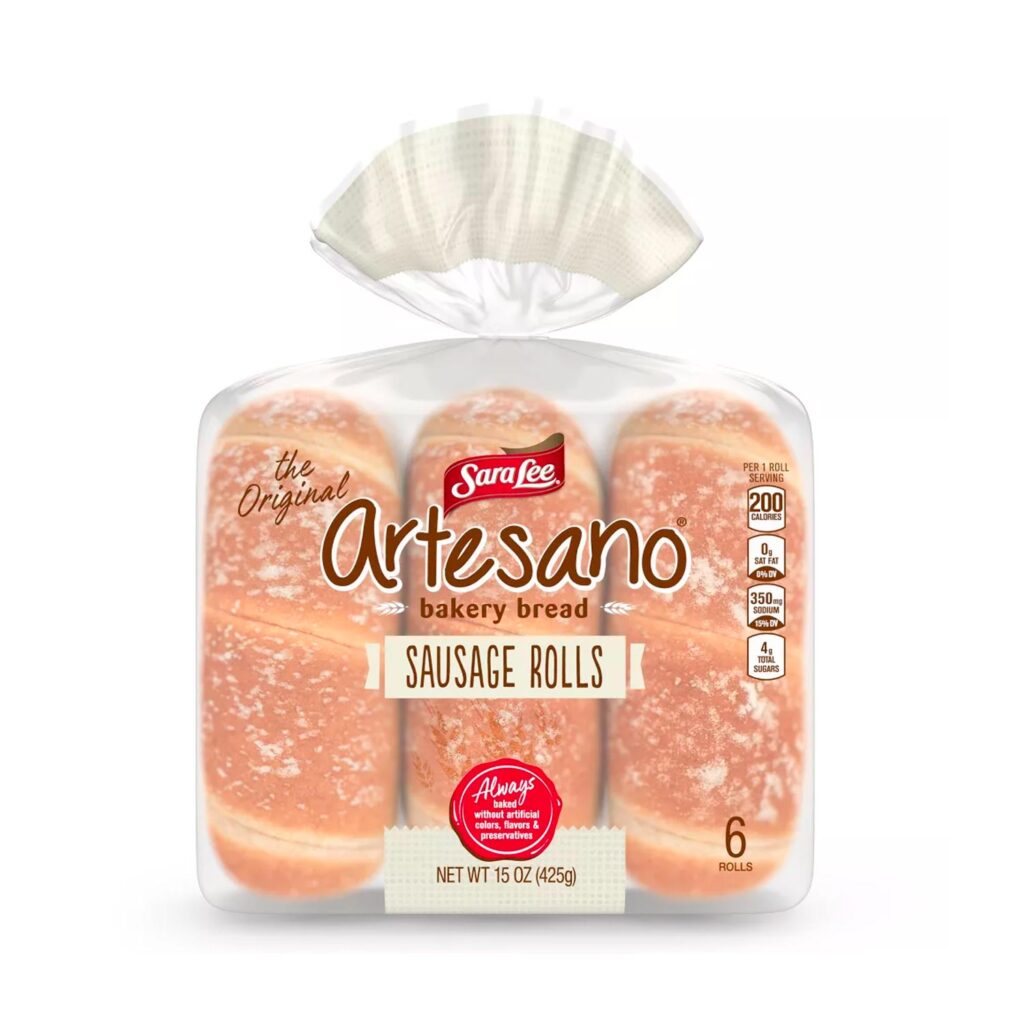 the
Original
Sara Lee®
artesano®
bakery bread
SAUSAGE ROLLS
PER 1 ROLL
SERVING
200
CALORIES
0g
SAT FAT
0% DV
350mg
SODIUM
15% DV
4g
TOTAL
SUGARS
Always
baked
without artificial
colors, flavors &
preservatives
NET WT 15 OZ (425g)
6
ROLLS